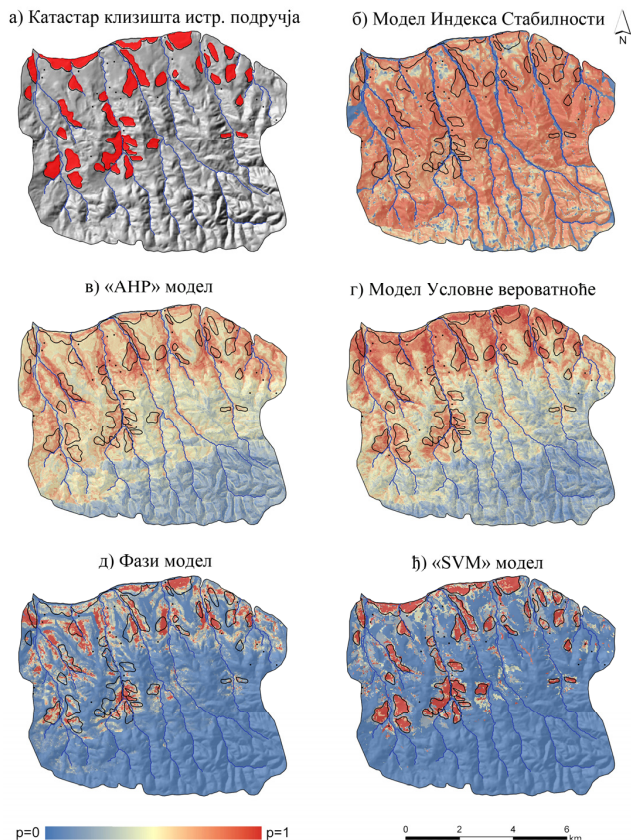 а) Катастар клизишта истр. подручја
б) Модел Индекса Стабилности
N
в) «АНР» модел
г) Модел Условне вероватноће
д) Фази модел
ђ) «SVM» модел
p=0
p=1
0 2 4 6
km